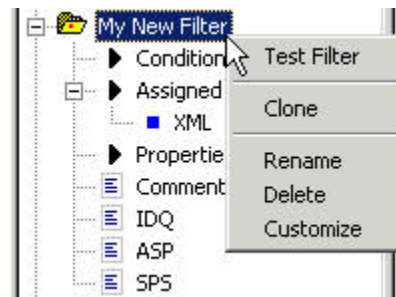 My New Filter
Condition
Assigned
XML
Propertie
Comment
IDQ
ASP
SPS
Test Filter
Clone
Rename
Delete
Customize